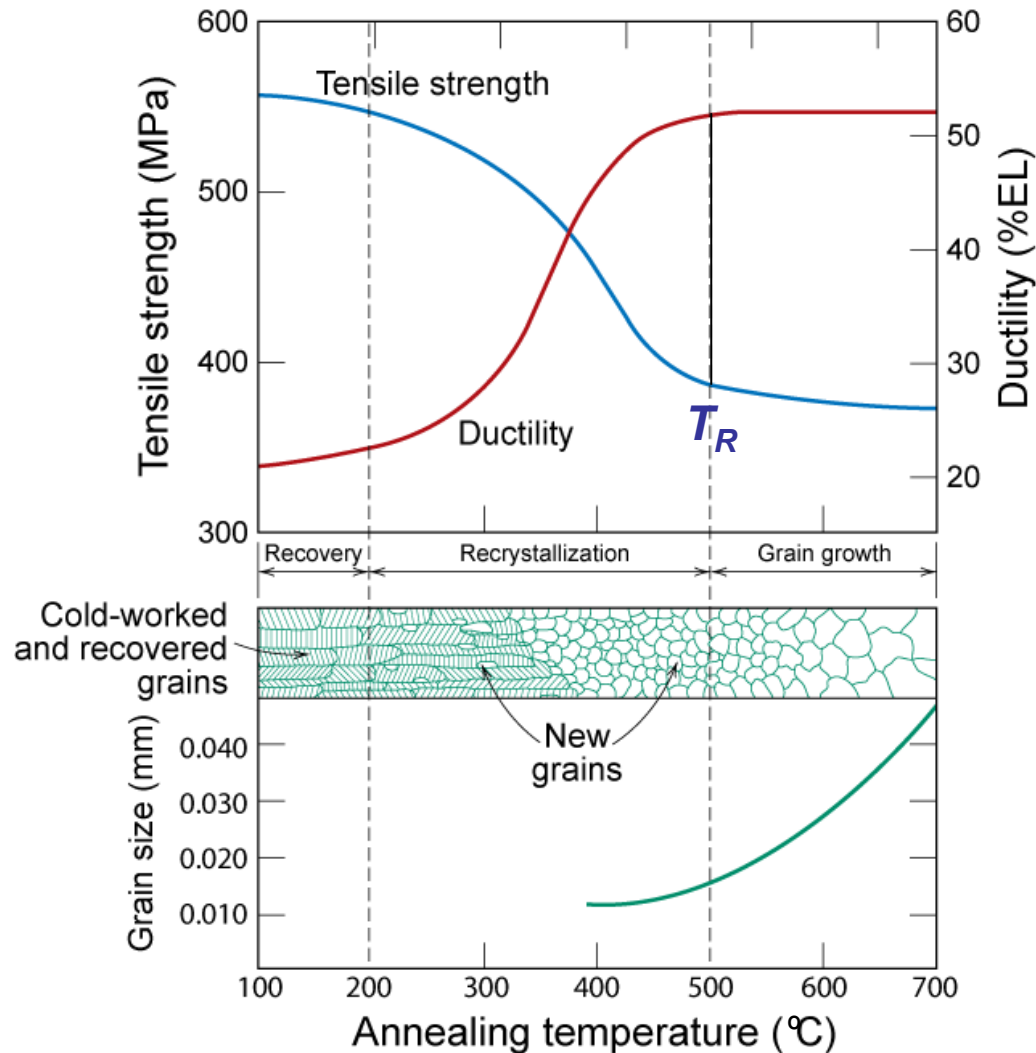 600
500
400
300
Tensile strength (MPa)
Tensile strength
Ductility
T_R
60
50
40
30
20
Ductility (%EL)
Recovery
Recrystallization
Grain growth
Cold-worked
and recovered
grains
New
grains
Grain size (mm)
0.040
0.030
0.020
0.010
100 200 300 400 500 600 700
Annealing temperature (ºC)